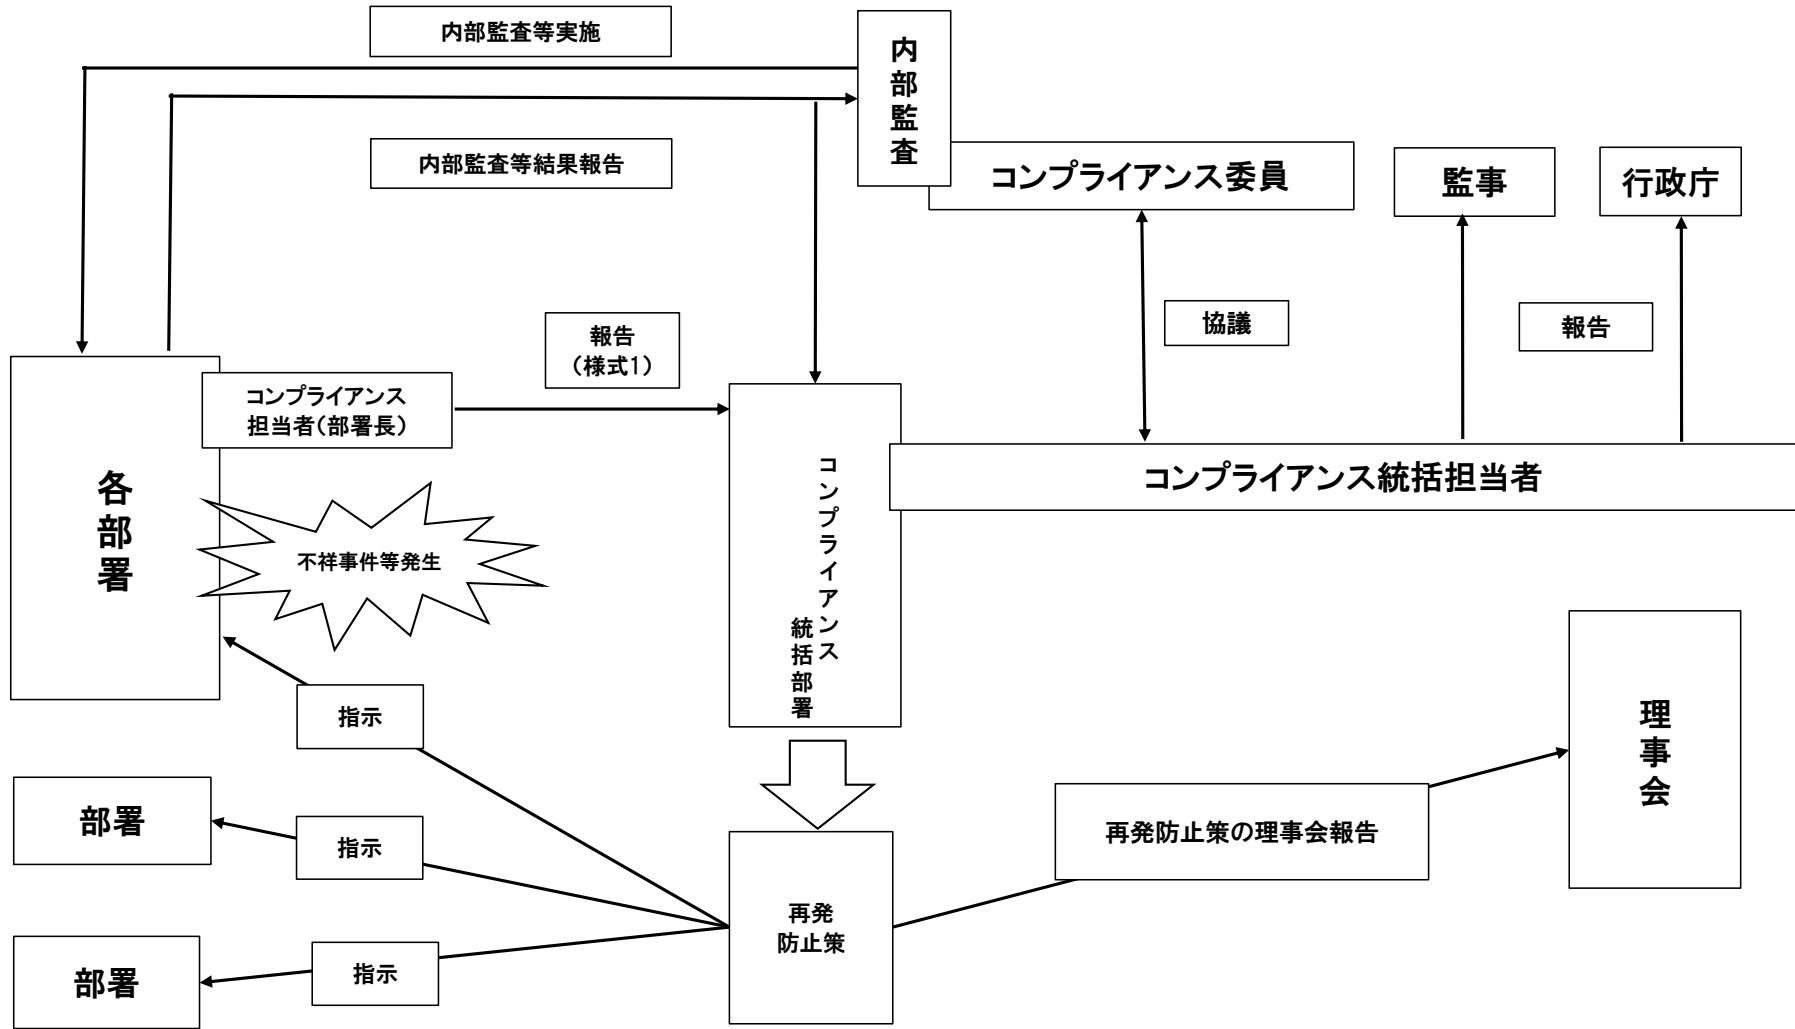 内部監査等実施
内部監査
内部監査等結果報告
コンプライアンス委員
監事
行政庁
報告
（様式1）
協議
報告
コンプライアンス
担当者（部署長）
各部署
コンプライアンス
統括部署
コンプライアンス統括担当者
不祥事件等発生
指示
理事会
部署
指示
再発防止策の理事会報告
再発
防止策
部署
指示